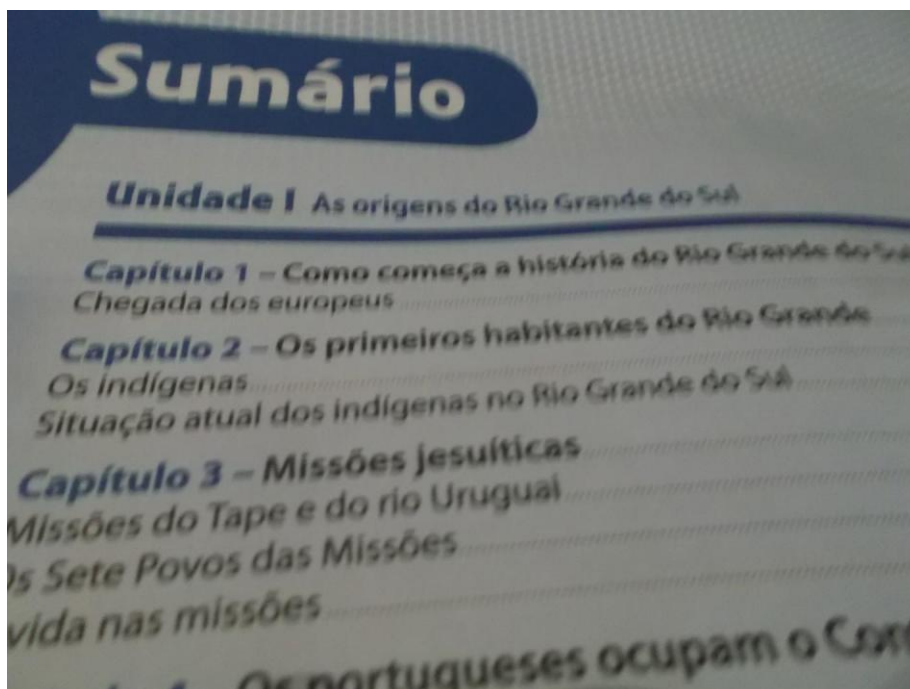 Sumário
Unidade I As origens do Rio Grande do Sul
Capítulo 1 – Como começa a história do Rio Grande do Sul
Chegada dos europeus
Capítulo 2 – Os primeiros habitantes do Rio Grande
Os indígenas
Situação atual dos indígenas no Rio Grande do Sul
Capítulo 3 – Missões jesuíticas
Missões do Tape e do rio Uruguai
Os Sete Povos das Missões
vida nas missões
Os portugueses ocupam o